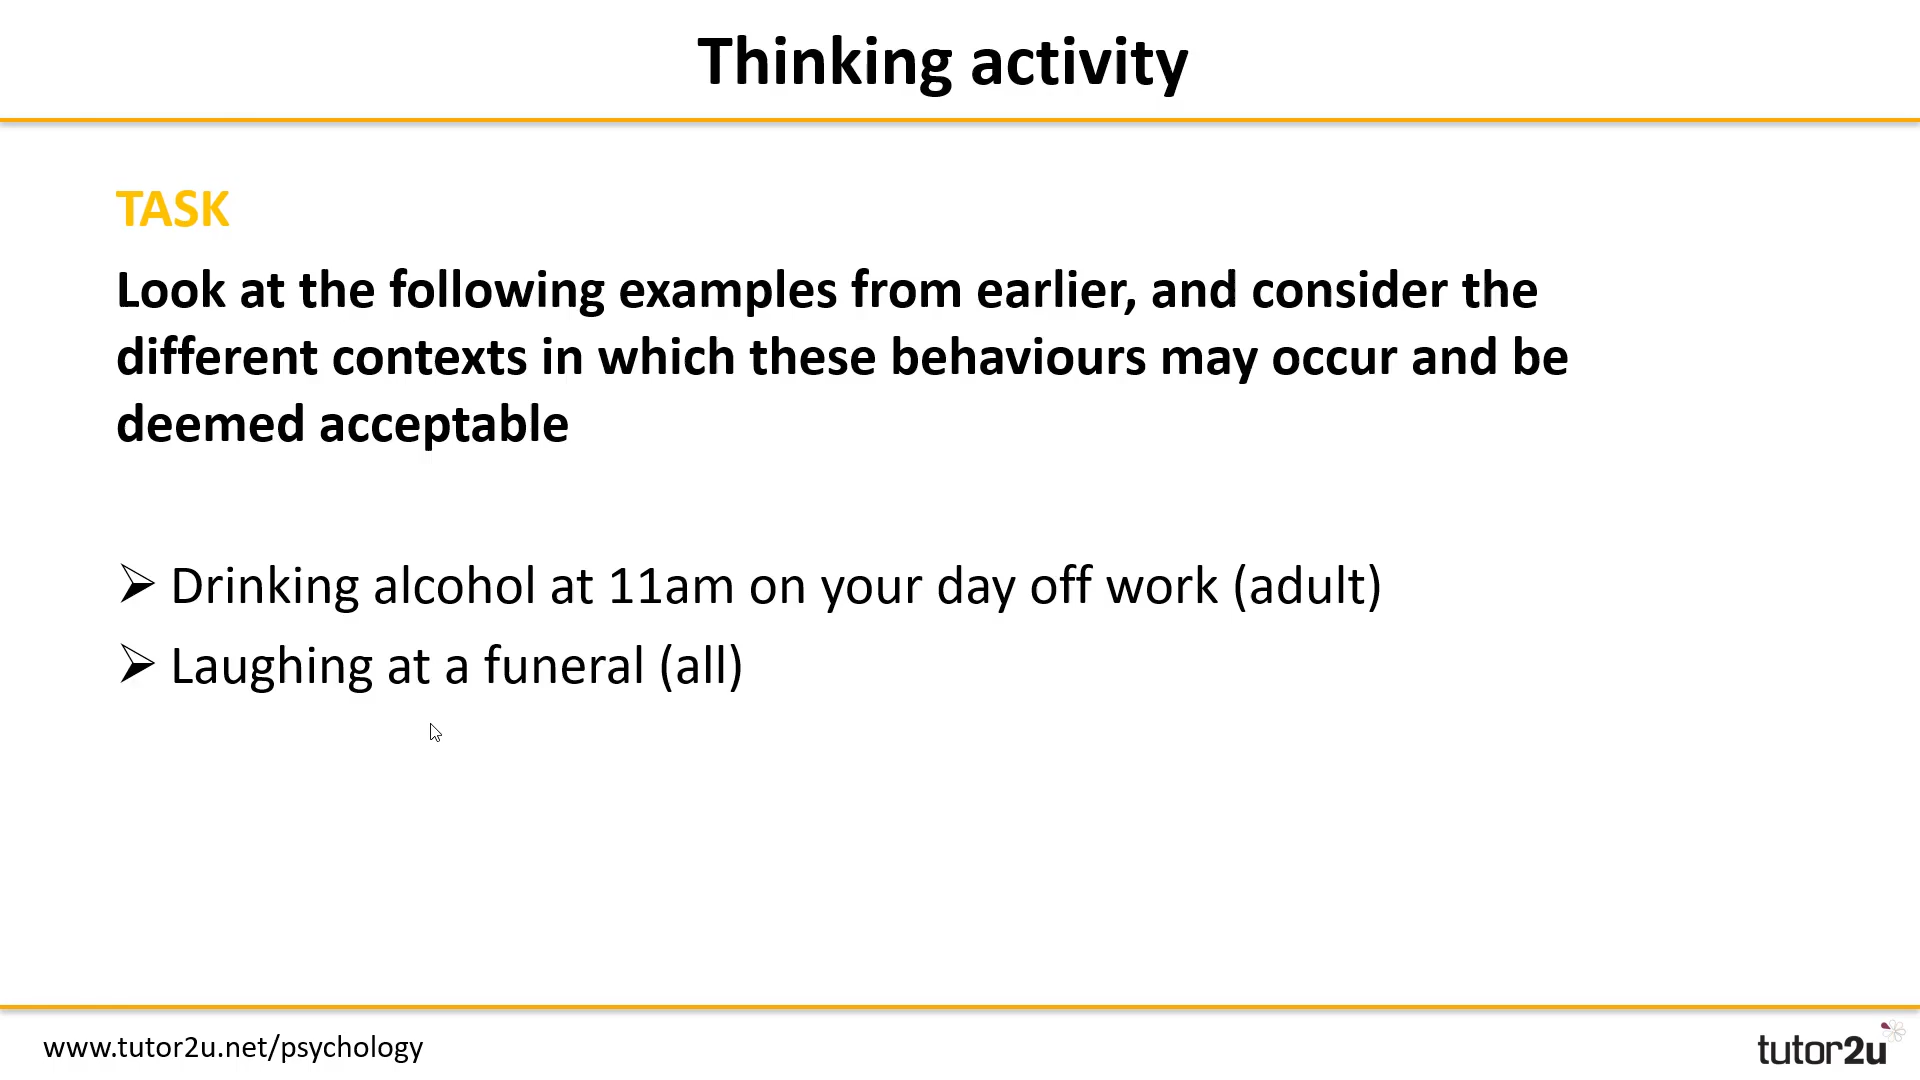 Thinking activity
TASK
Look at the following examples from earlier, and consider the
different contexts in which these behaviours may occur and be
deemed acceptable
➢ Drinking alcohol at 11am on your day off work (adult)
➢ Laughing at a funeral (all)
www.tutor2u.net/psychology
tutor2u